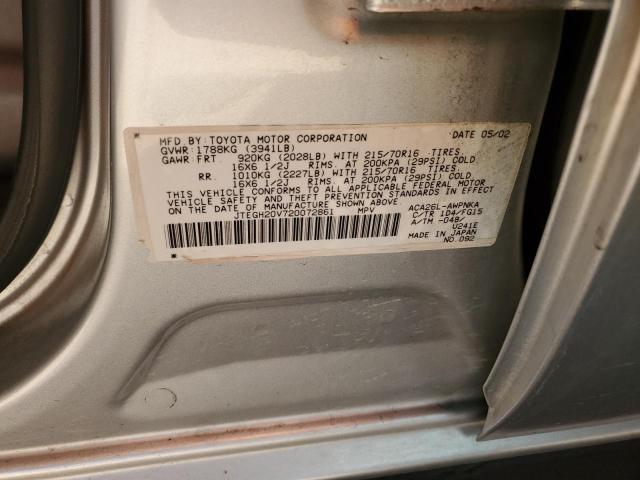 MFD BY: TOYOTA MOTOR CORPORATION DATE 05/02
GVWR: 1788KG (3941LB)
GAWR: FRT. 920KG (2028LB) WITH 215/70R16 TIRES,
16X6 1/2J RIMS, AT 200KPA (29PSI) COLD
RR. 1010KG (2227LB) WITH 215/70R16 TIRES,
16X6 1/2J RIMS, AT 200KPA (29PSI) COLD
THIS VEHICLE CONFORMS TO ALL APPLICABLE FEDERAL MOTOR
VEHICLE SAFETY AND THEFT PREVENTION STANDARDS IN EFFECT
ON THE DATE OF MANUFACTURE SHOWN ABOVE.
JTEGH20V720072861 MPV ACA26L-AWPNKA
C/TR 1D4/FG15
A/TM -04B/
U241E
MADE IN JAPAN
NO.092